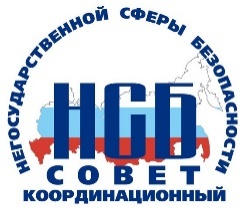 НЕГОСУДАРСТВЕННОЙ СФЕРЫ БЕЗОПАСНОСТИ
НСБ
СОВЕТ
КООРДИНАЦИОННЫЙ